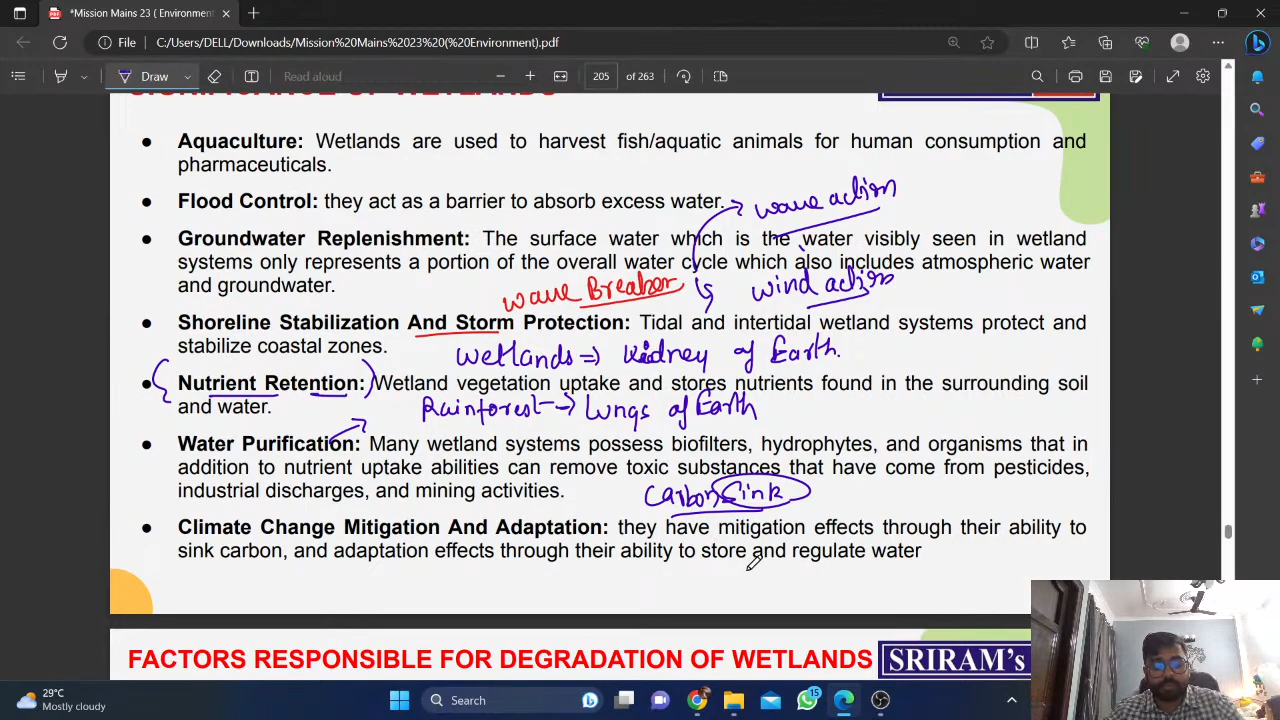 *Mission Mains 23 ( Environment
File C:/Users/DELL/Downloads/Mission%20Mains%2023%20(%20Environment).pdf
Draw Read aloud 205 of 263
SIGNIFICANCE OF WETLANDS
● Aquaculture: Wetlands are used to harvest fish/aquatic animals for human consumption and
pharmaceuticals.
wave action
● Flood Control: they act as a barrier to absorb excess water.
● Groundwater Replenishment: The surface water which is the water visibly seen in wetland
systems only represents a portion of the overall water cycle which also includes atmospheric water
and groundwater.
wave Breaker wind action
● Shoreline Stabilization And Storm Protection: Tidal and intertidal wetland systems protect and
stabilize coastal zones.
Wetlands => Kidney of Earth.
● Nutrient Retention: Wetland vegetation uptake and stores nutrients found in the surrounding soil
and water.
Rainforest -> Lungs of Earth
● Water Purification: Many wetland systems possess biofilters, hydrophytes, and organisms that in
addition to nutrient uptake abilities can remove toxic substances that have come from pesticides,
industrial discharges, and mining activities.
Carbon Sink
● Climate Change Mitigation And Adaptation: they have mitigation effects through their ability to
sink carbon, and adaptation effects through their ability to store and regulate water
FACTORS RESPONSIBLE FOR DEGRADATION OF WETLANDS SRIRAM's
29°C
Mostly cloudy
Search
15